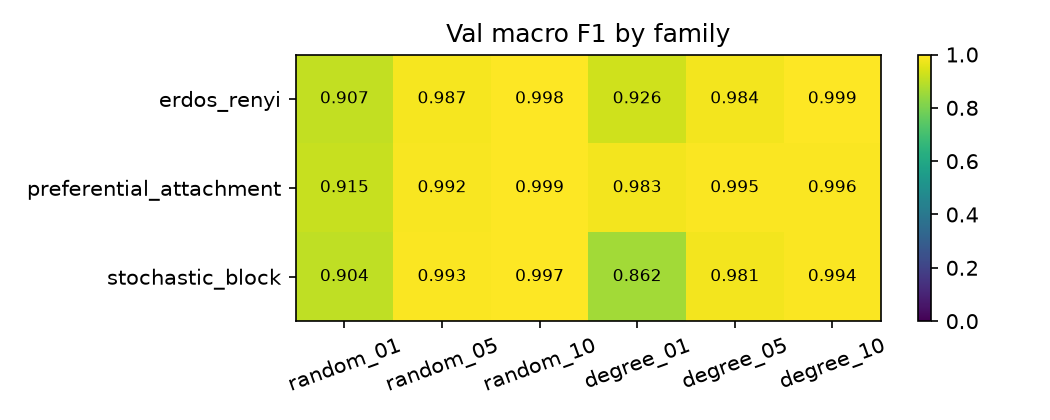 Val macro F1 by family
erdos_renyi 0.907 0.987 0.998 0.926 0.984 0.999
preferential_attachment 0.915 0.992 0.999 0.983 0.995 0.996
stochastic_block 0.904 0.993 0.997 0.862 0.981 0.994
random_01 random_05 random_10 degree_01 degree_05 degree_10
1.0
0.8
0.6
0.4
0.2
0.0